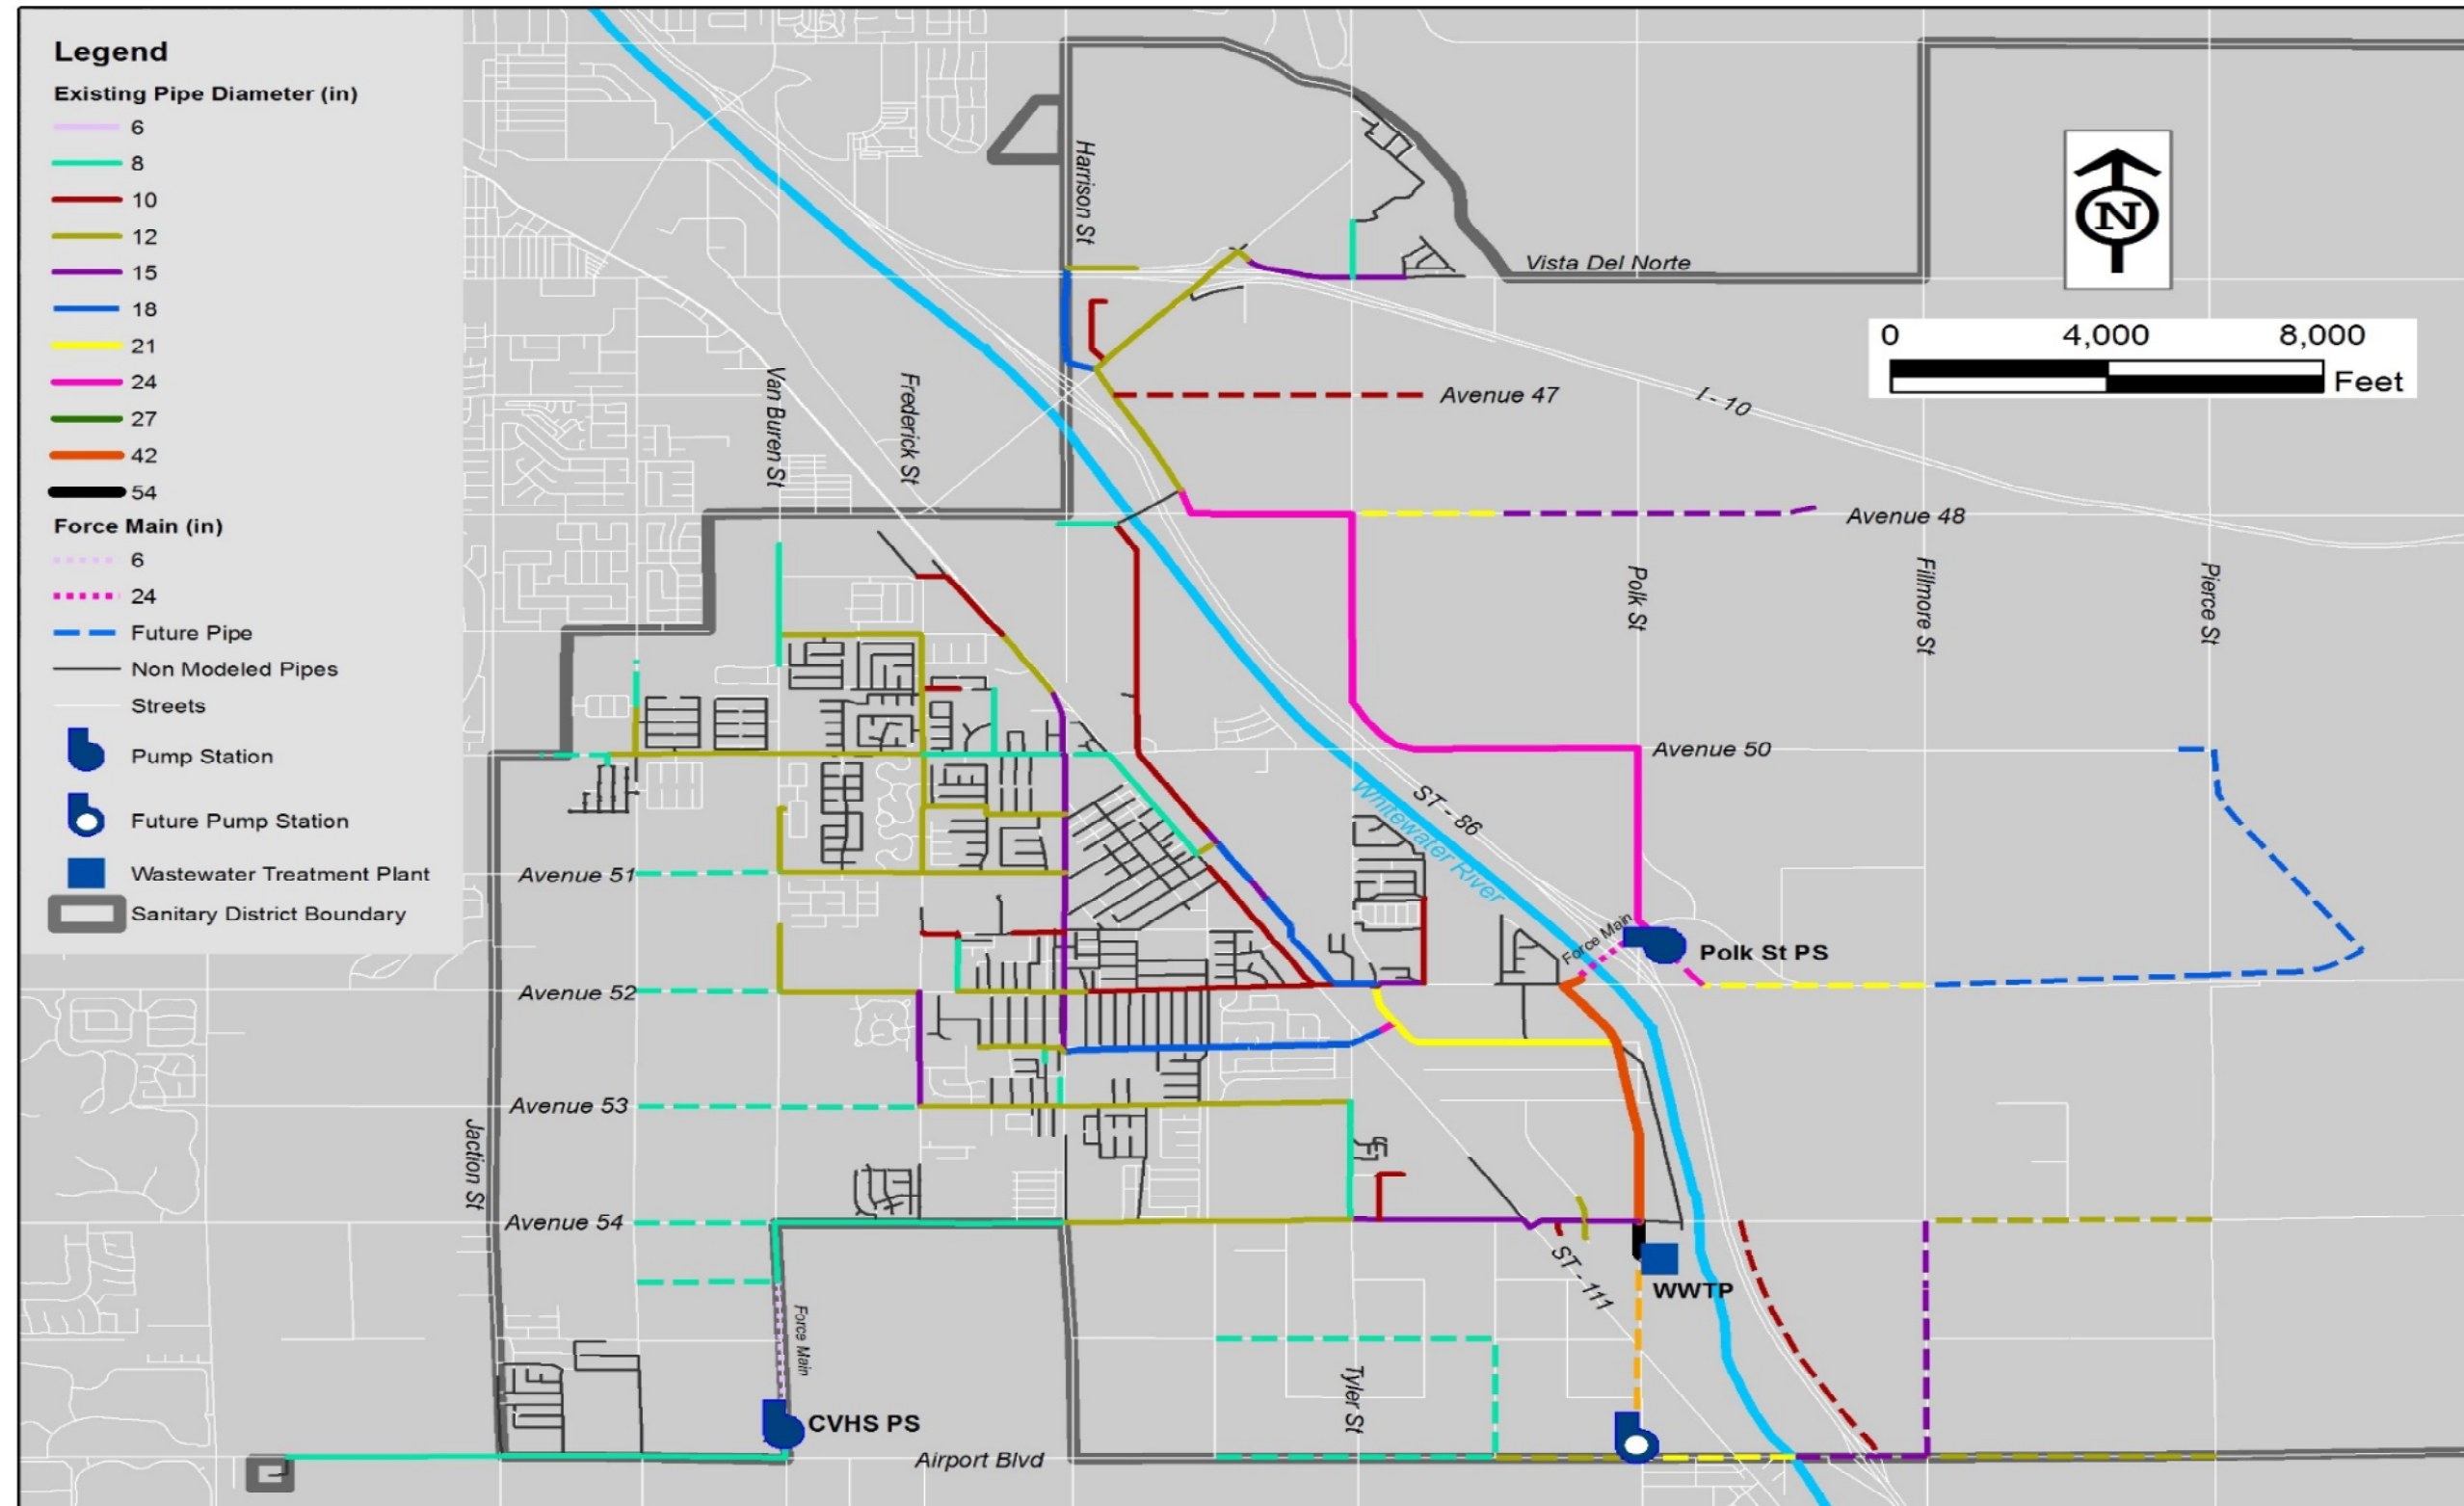 Legend
Existing Pipe Diameter (in)
6
8
10
12
15
18
21
24
27
42
54
Force Main (in)
6
24
Future Pipe
Non Modeled Pipes
Streets
Pump Station
Future Pump Station
Wastewater Treatment Plant
Sanitary District Boundary
Harrison St
N
Vista Del Norte
0 4,000 8,000
Feet
Van Buren St
Frederick St
Avenue 47
I - 10
Avenue 48
Polk St
Fillmore St
Pierce St
Avenue 50
Whitewater River
ST - 86
Avenue 51
Force Main
Polk St PS
Avenue 52
Avenue 53
Jaction St
Avenue 54
ST - 111
WWTP
Force Main
Tyler St
CVHS PS
Airport Blvd